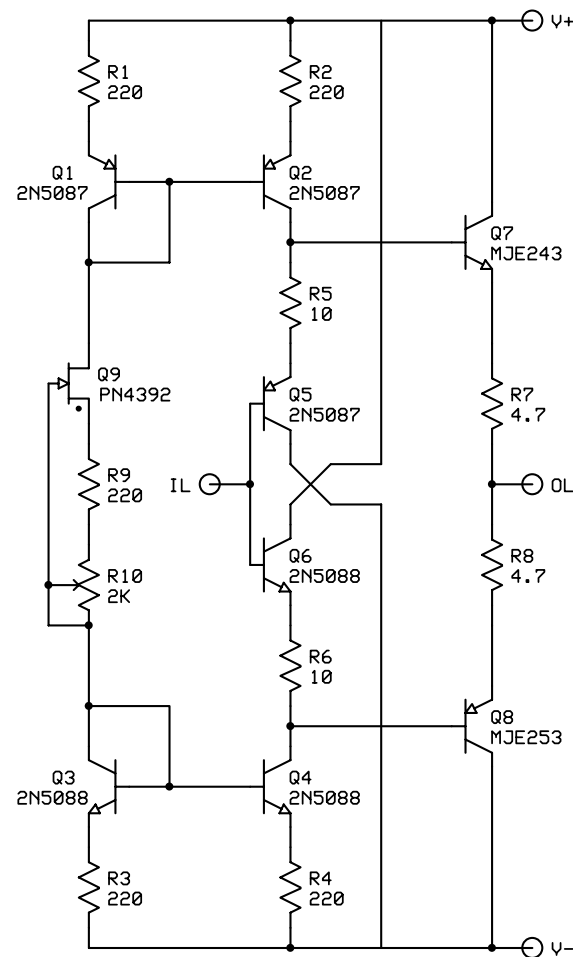 V+
R1
220
R2
220
Q1
2N5087
Q2
2N5087
Q7
MJE243
R5
10
Q9
PN4392
Q5
2N5087
R7
4.7
R9
220
IL
OL
Q6
2N5088
R8
4.7
R10
2K
R6
10
Q8
MJE253
Q3
2N5088
Q4
2N5088
R3
220
R4
220
V-